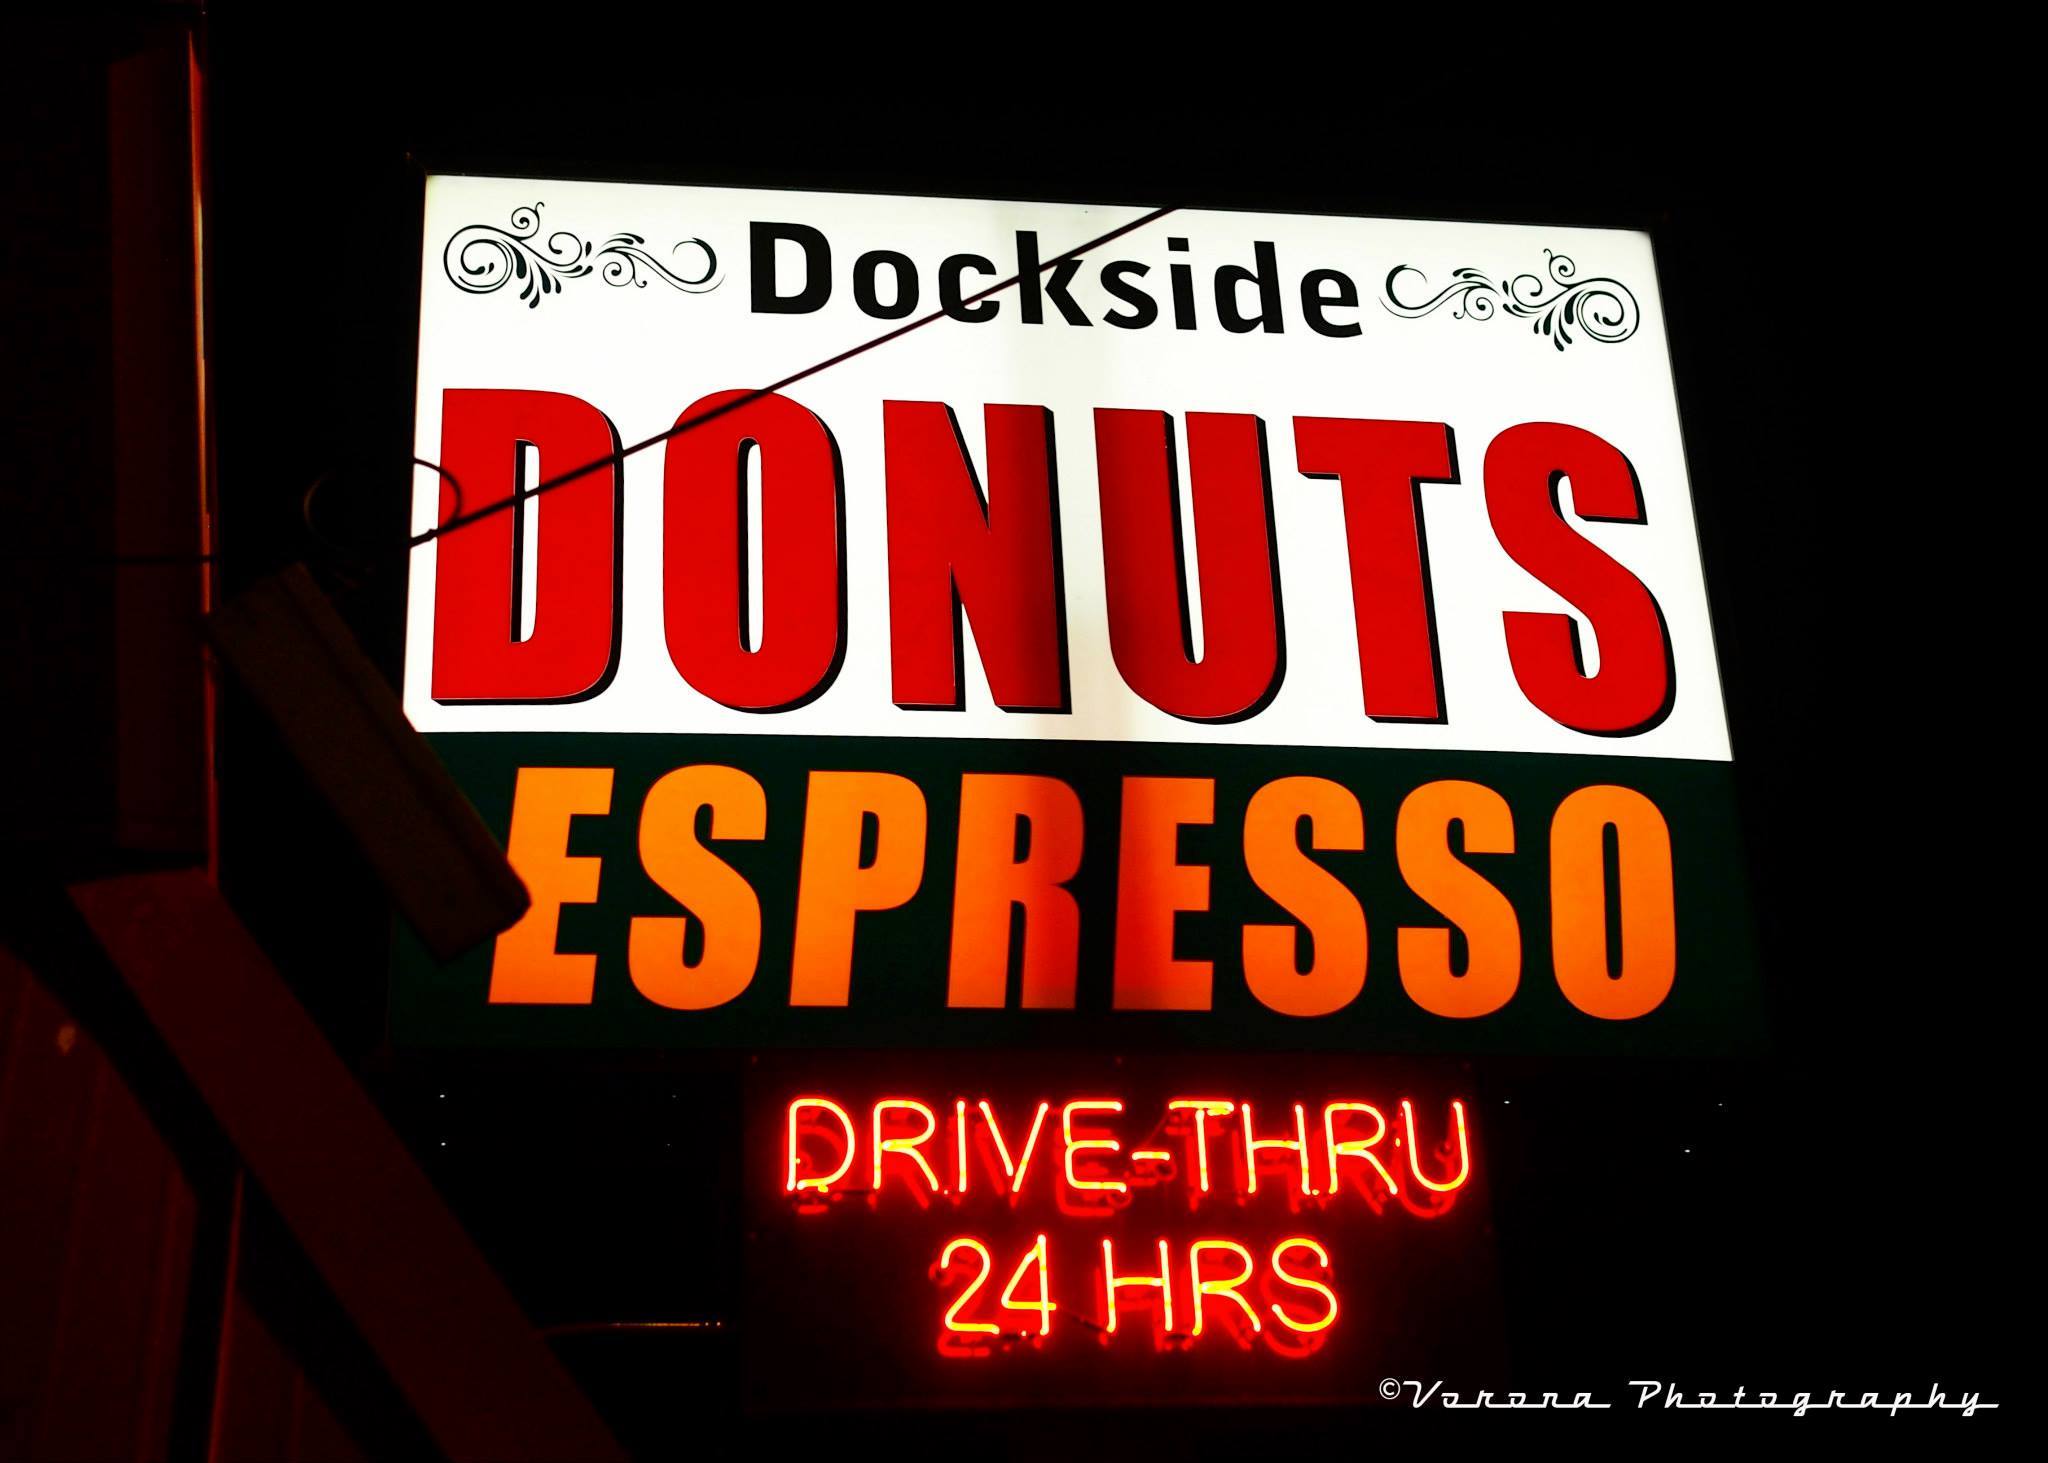 Dockside
DONUTS
ESPRESSO
DRIVE-THRU
24 HRS
©Vorona Photography